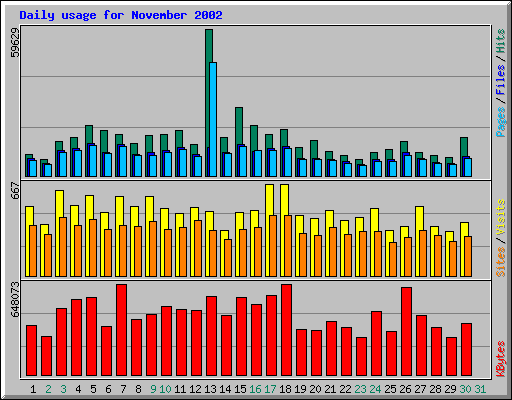 Daily usage for November 2002
59629
Pages / Files / Hits
667
Sites / Visits
648073
KBytes
1 2 3 4 5 6 7 8 9 10 11 12 13 14 15 16 17 18 19 20 21 22 23 24 25 26 27 28 29 30 31